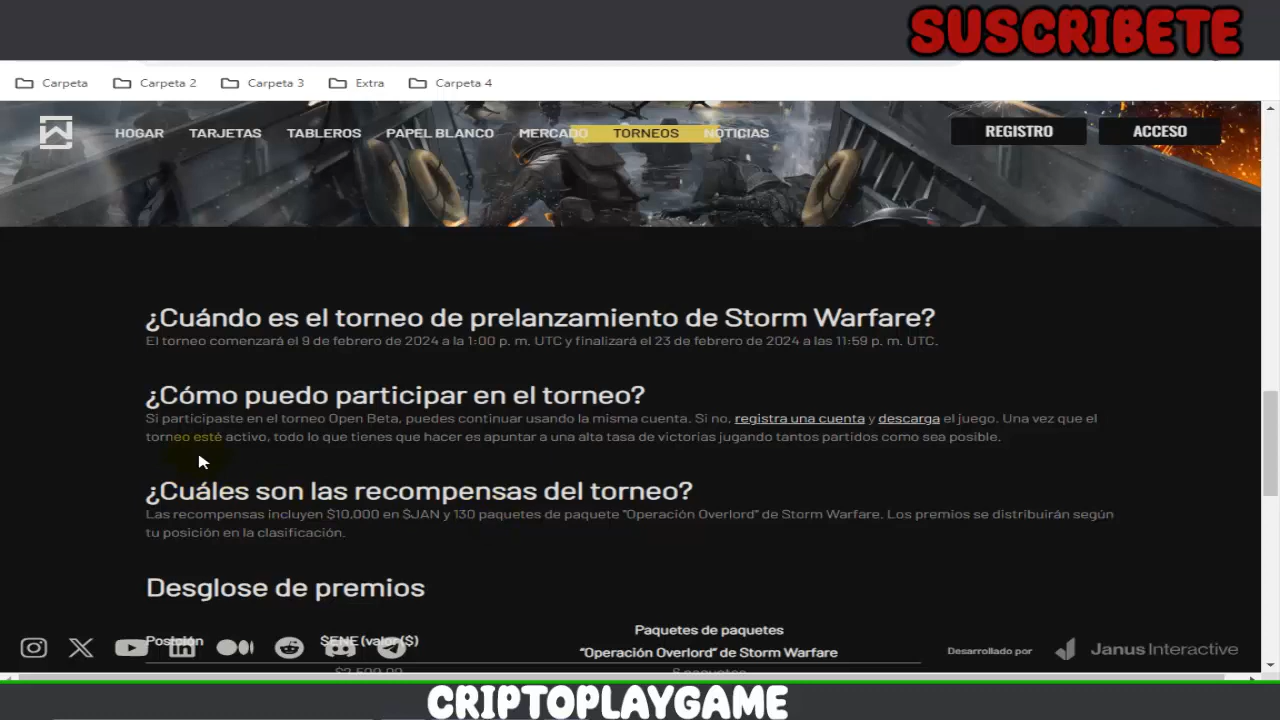 SUSCRIBETE
Carpeta Carpeta 2 Carpeta 3 Extra Carpeta 4
HOGAR TARJETAS TABLEROS PAPEL BLANCO MERCADO TORNEOS NOTICIAS REGISTRO ACCESO
¿Cuándo es el torneo de prelanzamiento de Storm Warfare?
El torneo comenzará el 9 de febrero de 2024 a la 1:00 p. m. UTC y finalizará el 23 de febrero de 2024 a las 11:59 p. m. UTC.
¿Cómo puedo participar en el torneo?
Si participaste en el torneo Open Beta, puedes continuar usando la misma cuenta. Si no, registra una cuenta y descarga el juego. Una vez que el
torneo esté activo, todo lo que tienes que hacer es apuntar a una alta tasa de victorias jugando tantos partidos como sea posible.
¿Cuáles son las recompensas del torneo?
Las recompensas incluyen $10,000 en $JAN y 130 paquetes de paquete "Operación Overlord" de Storm Warfare. Los premios se distribuirán según
tu posición en la clasificación.
Desglose de premios
Paquetes de paquetes
Posición $ENE (valor $)
"Operación Overlord" de Storm Warfare
Desarrollado por Janus Interactive
$2,500.00 6 paquetes
CRIPTOPLAYGAME